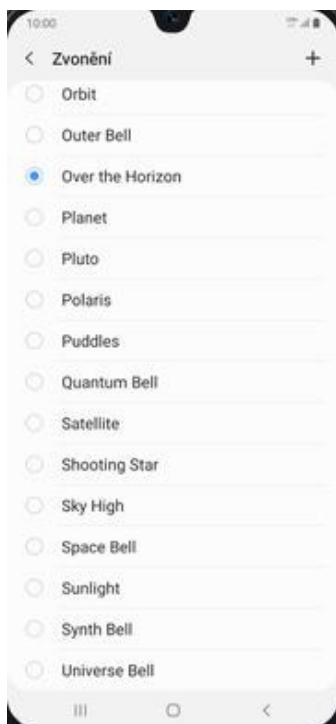 10:00
Zvonění
Orbit
Outer Bell
Over the Horizon
Planet
Pluto
Polaris
Puddles
Quantum Bell
Satellite
Shooting Star
Sky High
Space Bell
Sunlight
Synth Bell
Universe Bell